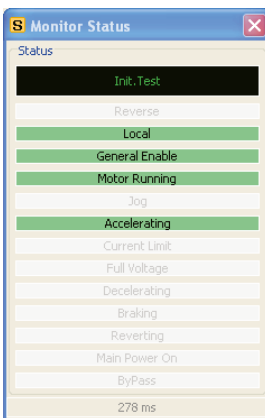 S Monitor Status
Status
Init.Test
Reverse
Local
General Enable
Motor Running
Jog
Accelerating
Current Limit
Full Voltage
Decelerating
Braking
Reverting
Main Power On
ByPass
278 ms